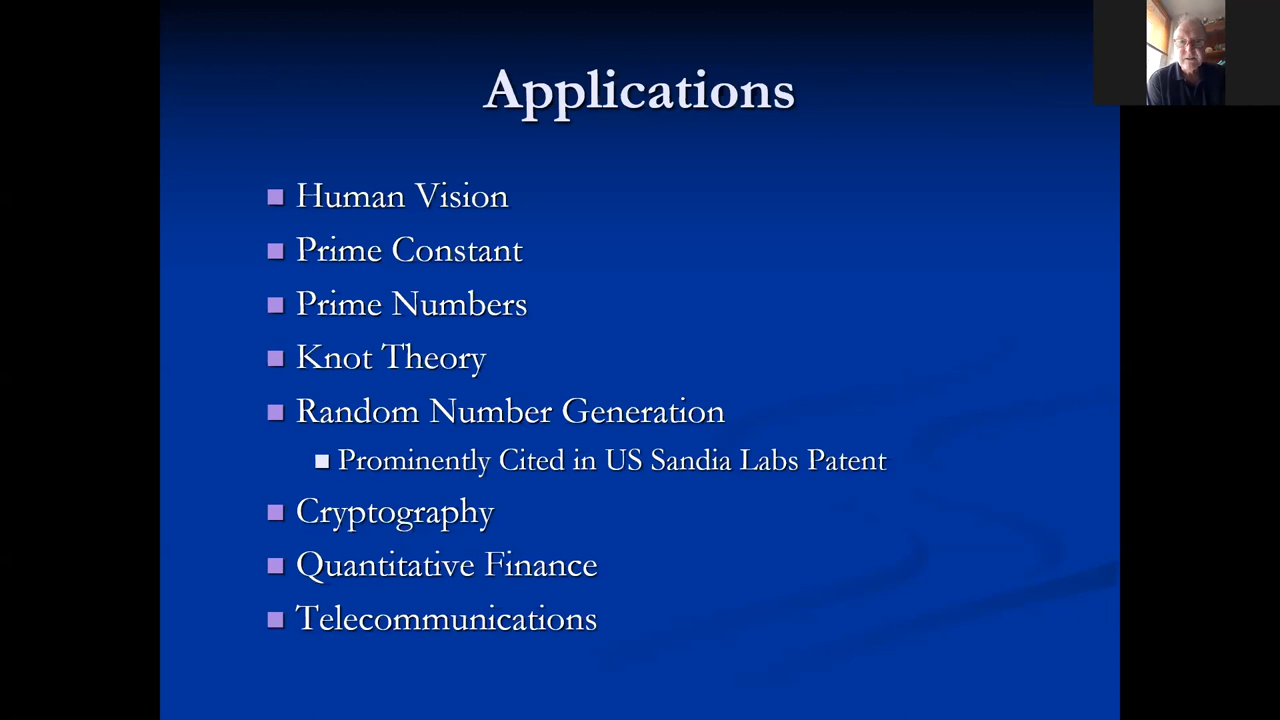 Applications
Human Vision
Prime Constant
Prime Numbers
Knot Theory
Random Number Generation
Prominently Cited in US Sandia Labs Patent
Cryptography
Quantitative Finance
Telecommunications